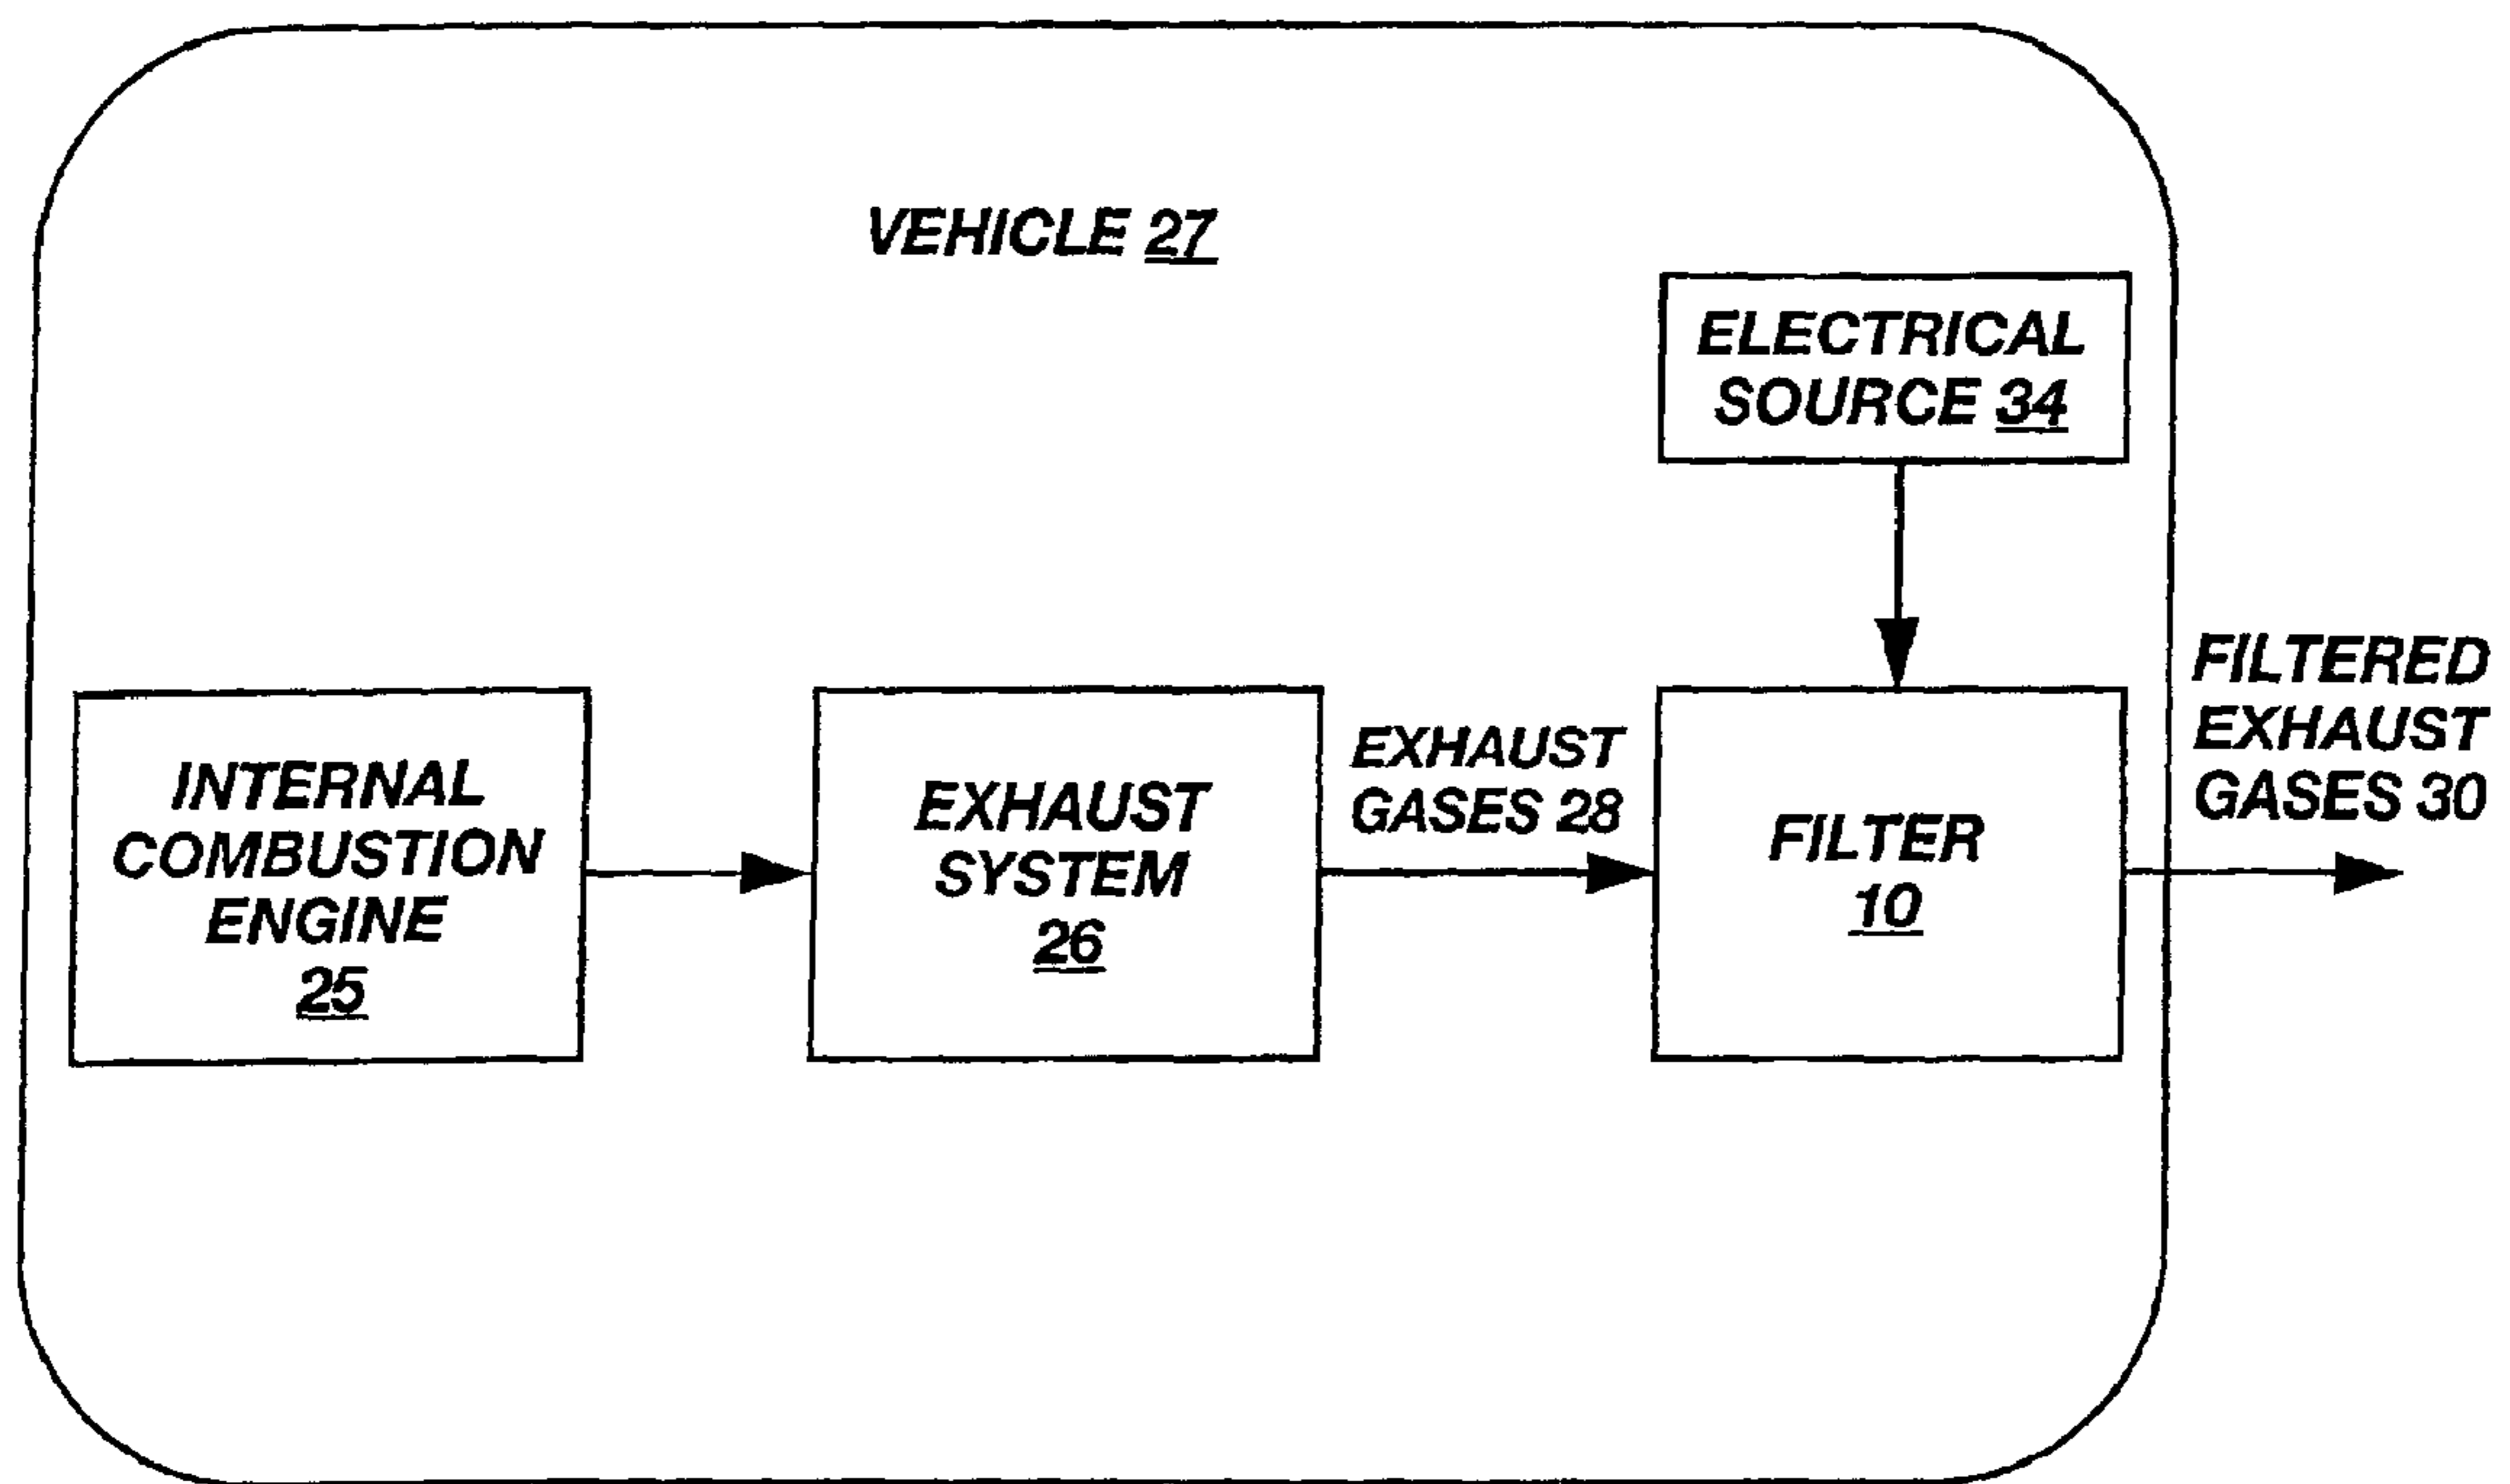 VEHICLE 27
ELECTRICAL
SOURCE 34
INTERNAL
COMBUSTION
ENGINE
25
EXHAUST
SYSTEM
26
EXHAUST
GASES 28
FILTER
10
FILTERED
EXHAUST
GASES 30